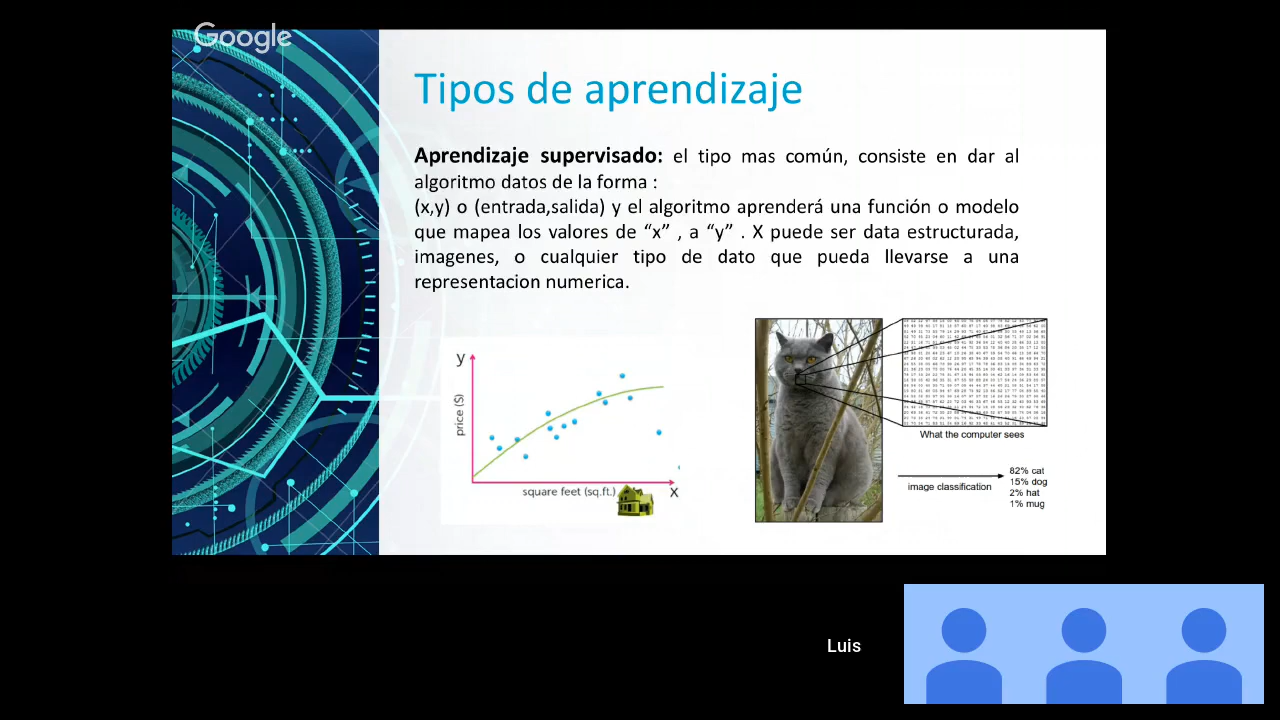 Google
Tipos de aprendizaje
Aprendizaje supervisado: el tipo mas común, consiste en dar al
algoritmo datos de la forma :
(x,y) o (entrada,salida) y el algoritmo aprenderá una función o modelo
que mapea los valores de “x” , a “y” . X puede ser data estructurada,
imagenes, o cualquier tipo de dato que pueda llevarse a una
representacion numerica.
y
price ($)
square feet (sq.ft.)
x
What the computer sees
image classification
82% cat
15% dog
2% hat
1% mug
Luis